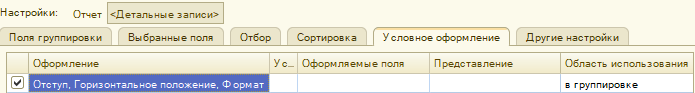 Настройки: Отчет <Детальные записи>
Поля группировки Выбранные поля Отбор Сортировка Условное оформление Другие настройки
Оформление Ус... Оформляемые поля Представление Область использования
Отступ, Горизонтальное положение, Формат в группировке